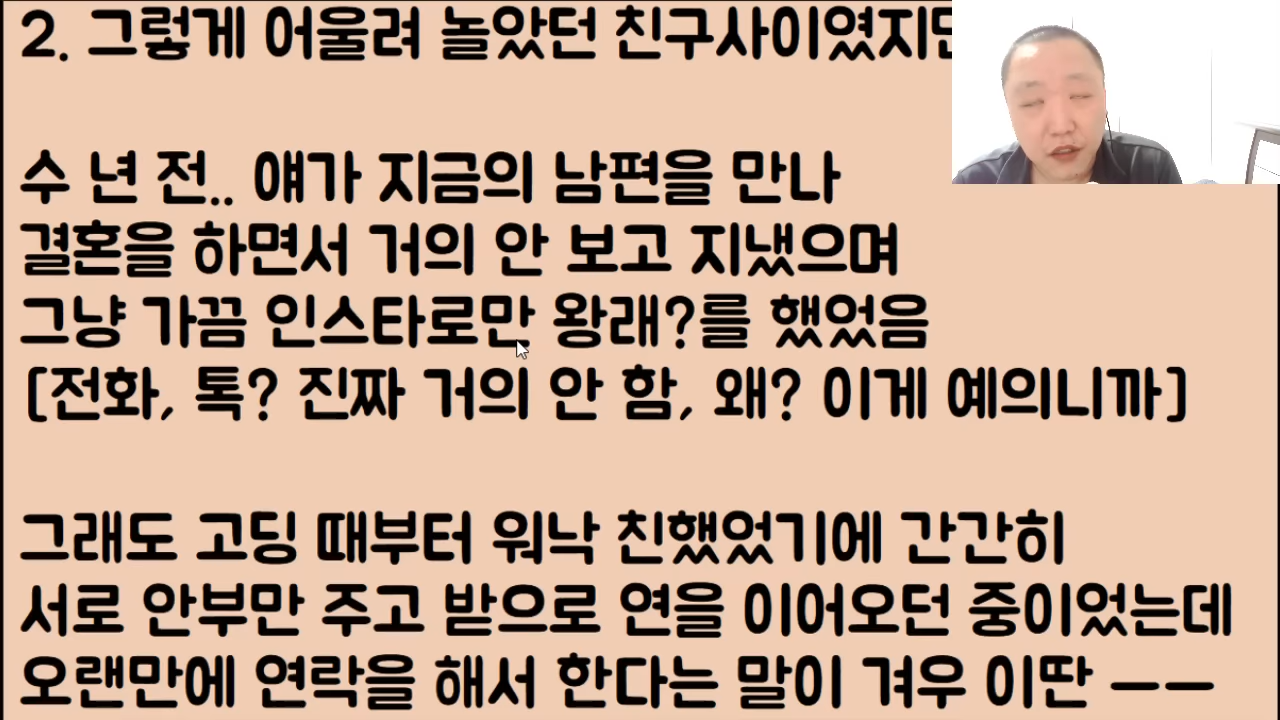 2. 그렇게 어울려 놀았던 친구사이였지만
수 년 전.. 얘가 지금의 남편을 만나
결혼을 하면서 거의 안 보고 지냈으며
그냥 가끔 인스타로만 왕래?를 했었음
[전화, 톡? 진짜 거의 안 함, 왜? 이게 예의니까]
그래도 고딩 때부터 워낙 친했었기에 간간히
서로 안부만 주고 받으로 연을 이어오던 중이었는데
오랜만에 연락을 해서 한다는 말이 겨우 이딴 ㅡㅡ